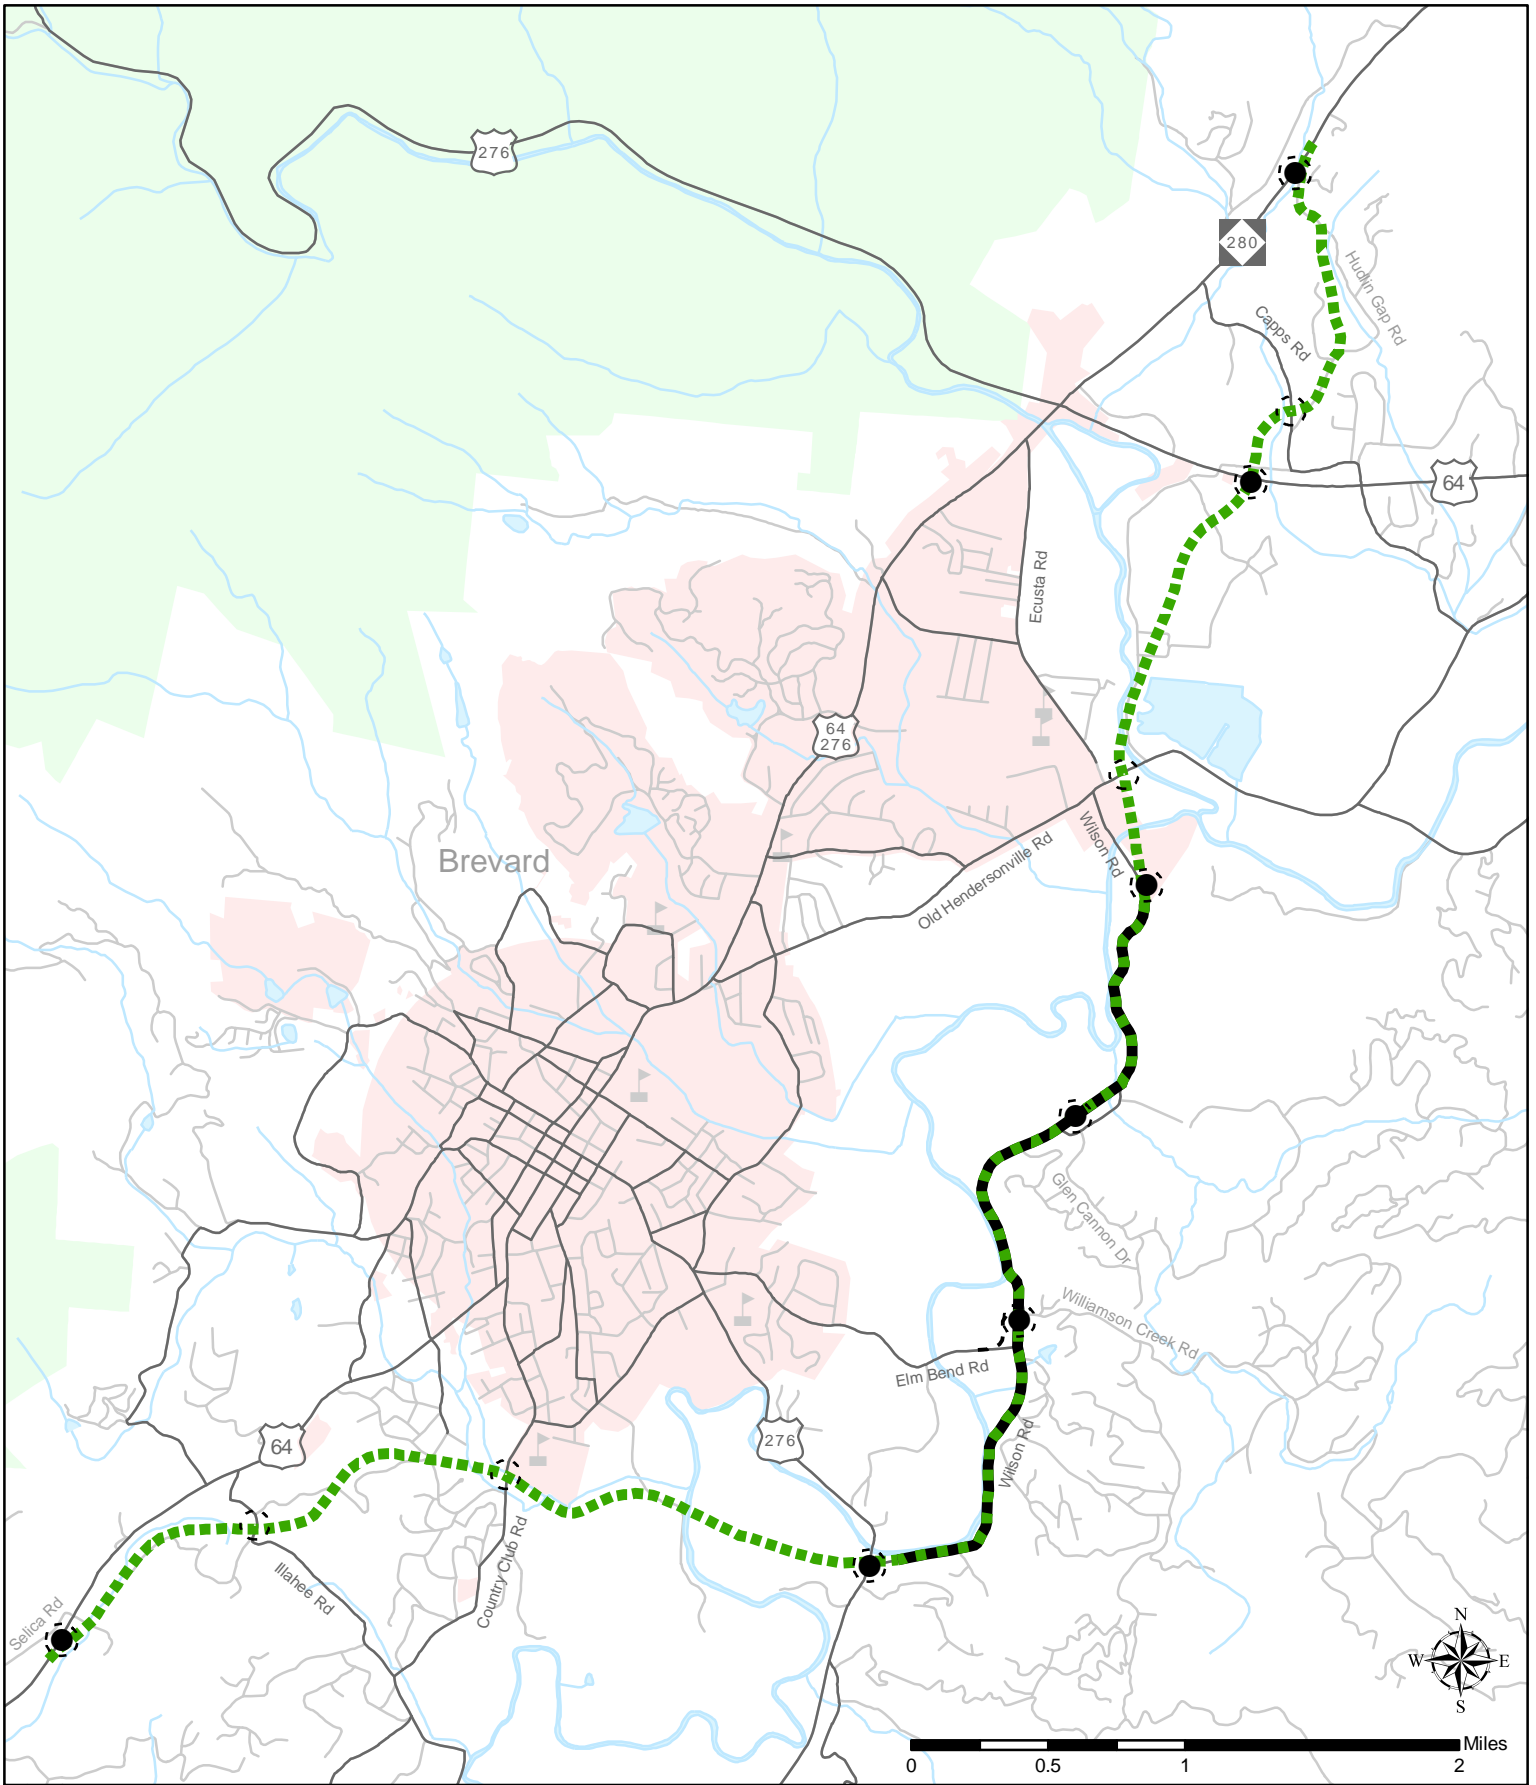 276
280
Hudlin Gap Rd
Capps Rd
64
Ecusta Rd
64
276
Brevard
Wilson Rd
Old Hendersonville Rd
Glen Cannon Dr
Williamson Creek Rd
Elm Bend Rd
276
64
Wilson Rd
Country Club Rd
Illahee Rd
Selica Rd
N
W E
S
Miles
0 0.5 1 2